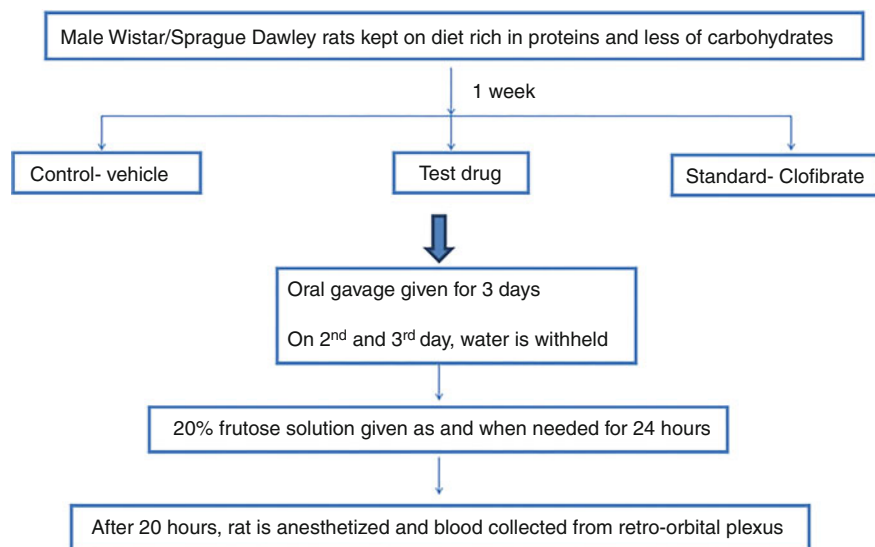 Male Wistar/Sprague Dawley rats kept on diet rich in proteins and less of carbohydrates
1 week
Control- vehicle
Test drug
Standard- Clofibrate
Oral gavage given for 3 days
On 2nd and 3rd day, water is withheld
20% frutose solution given as and when needed for 24 hours
After 20 hours, rat is anesthetized and blood collected from retro-orbital plexus